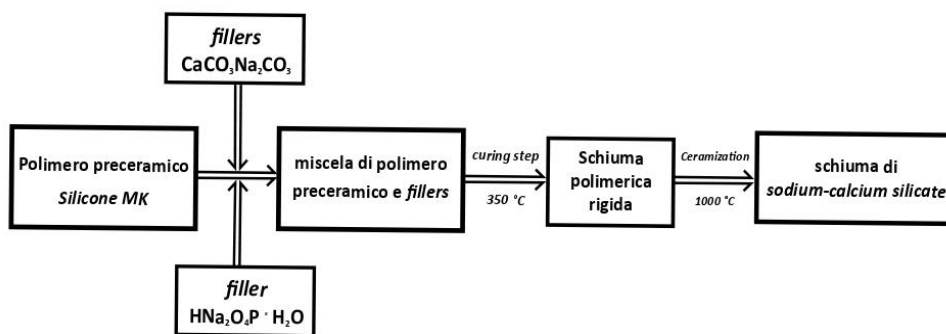 fillers
CaCO₃Na₂CO₃
Polimero preceramico
Silicone MK
miscela di polimero
preceramico e fillers
curing step
350 °C
Schiuma
polimerica
rigida
Ceramization
1000 °C
schiuma di
sodium-calcium silicate
filler
HNa₂O₄P · H₂O